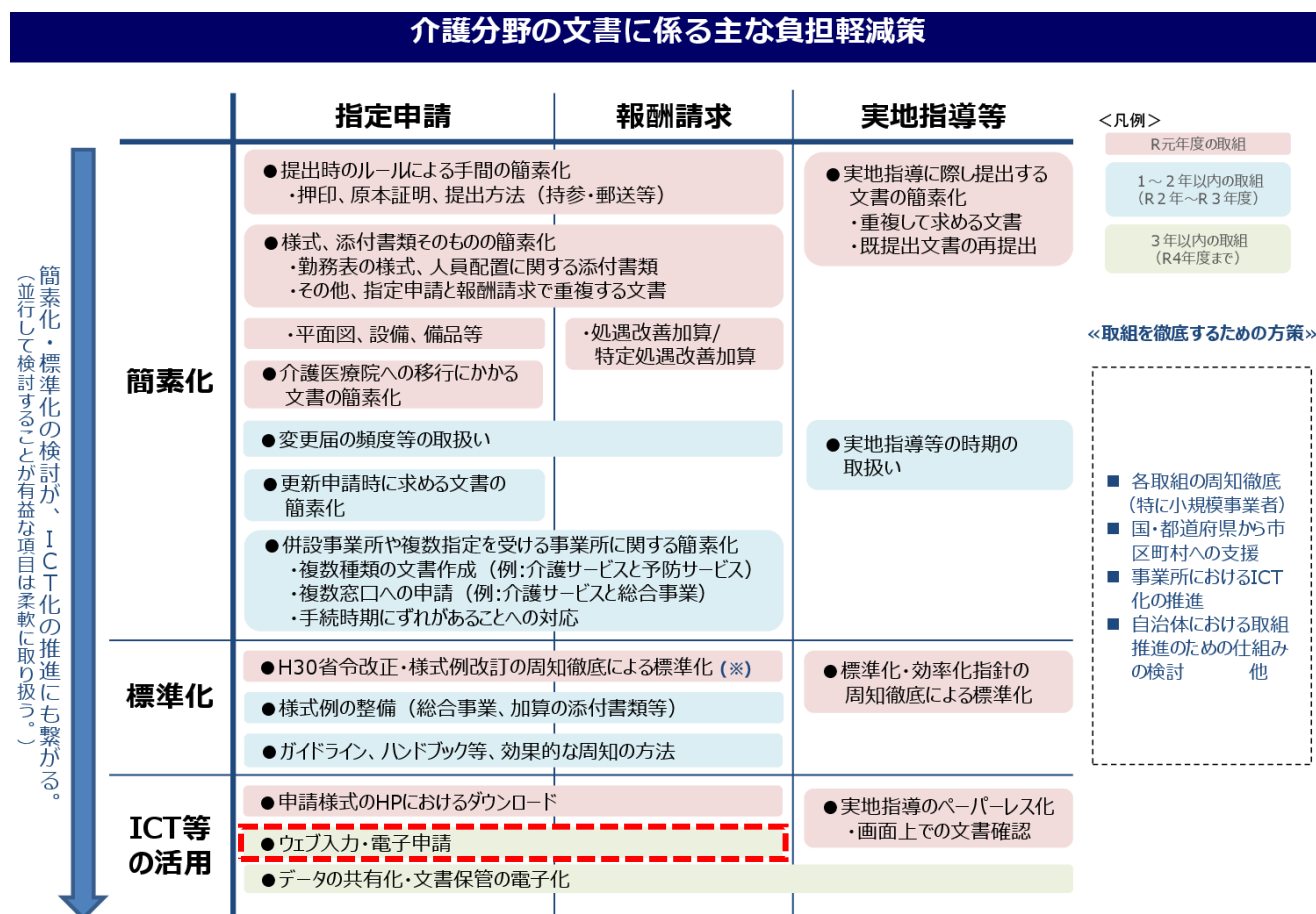 介護分野の文書に係る主な負担軽減策
指定申請
報酬請求
実地指導等
簡素化
●提出時のルールによる手間の簡素化
・押印、原本証明、提出方法（持参・郵送等）
●様式、添付書類そのものの簡素化
・勤務表の様式、人員配置に関する添付書類
・その他、指定申請と報酬請求で重複する文書
・平面図、設備、備品等
・処遇改善加算/
特定処遇改善加算
●介護医療院への移行にかかる
文書の簡素化
●変更届の頻度等の取扱い
●更新申請時に求める文書の
簡素化
●併設事業所や複数指定を受ける事業所に関する簡素化
・複数種類の文書作成（例:介護サービスと予防サービス）
・複数窓口への申請（例:介護サービスと総合事業）
・手続時期にずれがあることへの対応
●実地指導に際し提出する
文書の簡素化
・重複して求める文書
・既提出文書の再提出
●実地指導等の時期の
取扱い
標準化
●H30省令改正・様式例改訂の周知徹底による標準化 (※)
●様式例の整備（総合事業、加算の添付書類等）
●ガイドライン、ハンドブック等、効果的な周知の方法
●標準化・効率化指針の
周知徹底による標準化
ICT等
の活用
●申請様式のHPにおけるダウンロード
●ウェブ入力・電子申請
●データの共有化・文書保管の電子化
●実地指導のペーパーレス化
・画面上での文書確認
簡素化・標準化の検討が、ICT化の推進にも繋がる。
（並行して検討することが有益な項目は柔軟に取り扱う。）
＜凡例＞
R元年度の取組
1～2年以内の取組
（R2年～R3年度）
3年以内の取組
（R4年度まで）
≪取組を徹底するための方策≫
■ 各取組の周知徹底
（特に小規模事業者）
■ 国・都道府県から市
区町村への支援
■ 事業所におけるICT
化の推進
■ 自治体における取組
推進のための仕組み
の検討　　他